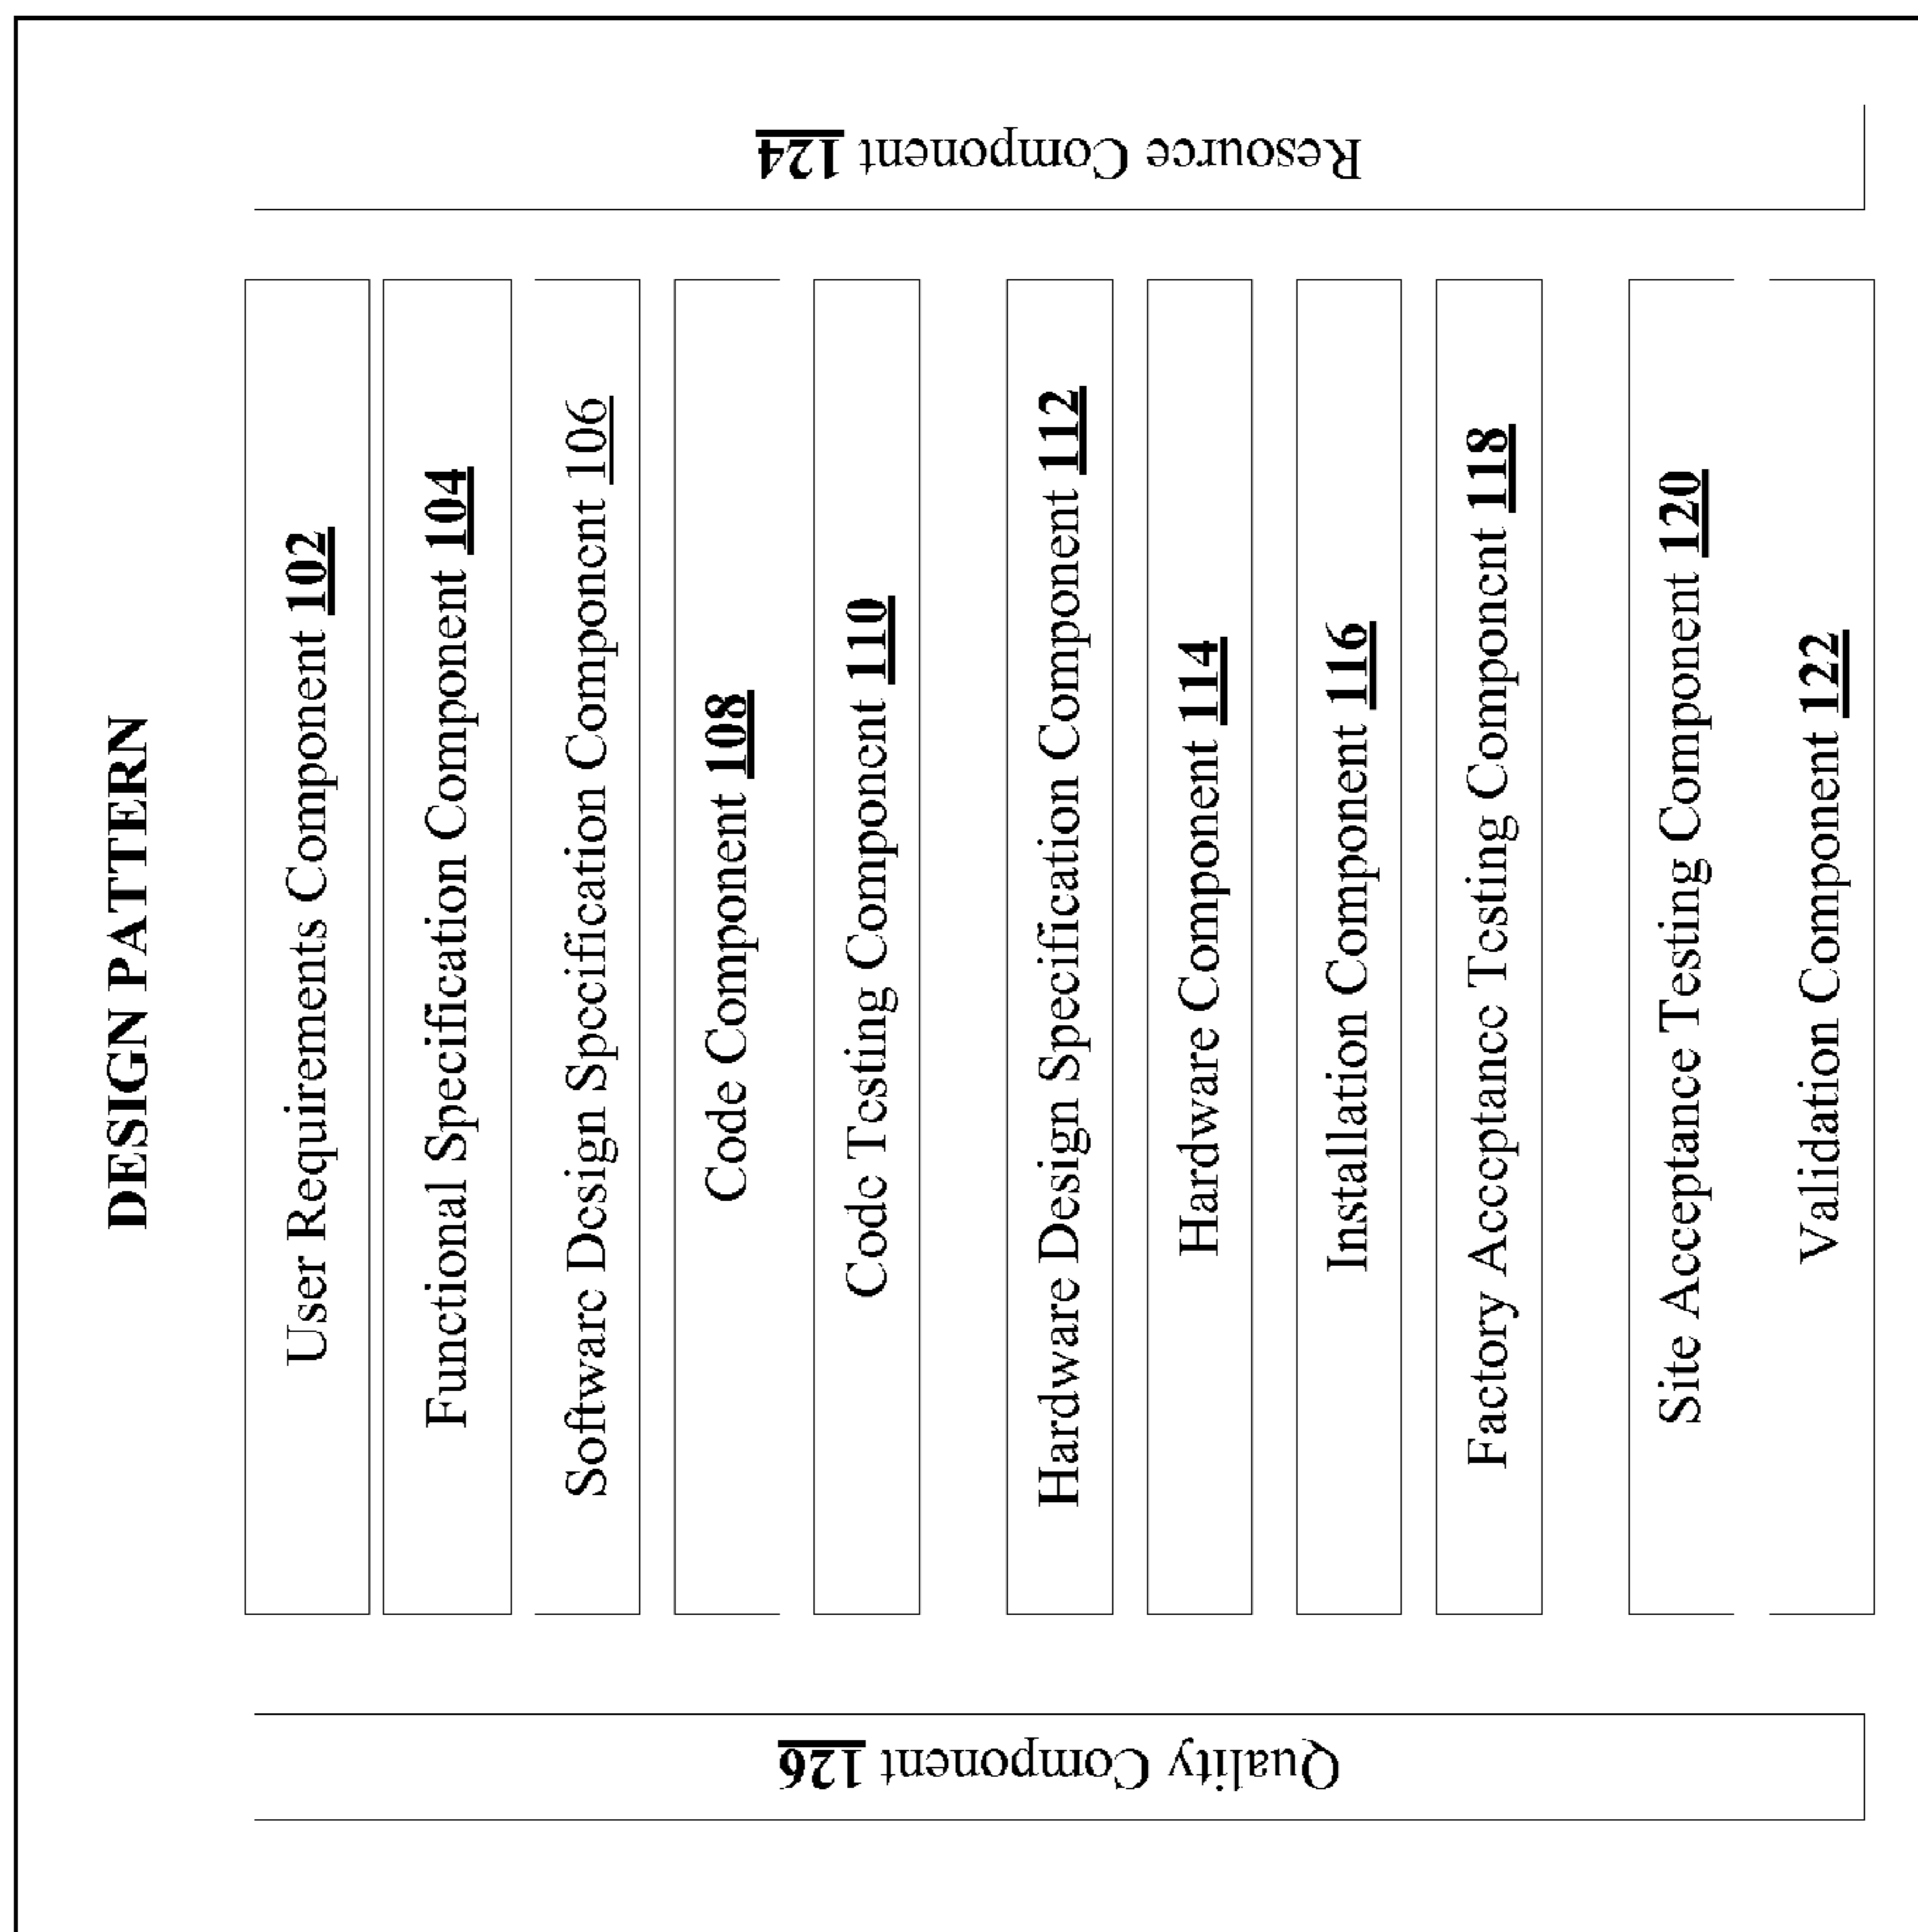 DESIGN PATTERN
User Requirements Component 102
Functional Specification Component 104
Software Design Specification Component 106
Code Component 108
Code Testing Component 110
Hardware Design Specification Component 112
Hardware Component 114
Installation Component 116
Factory Acceptance Testing Component 118
Site Acceptance Testing Component 120
Validation Component 122
Quality Component 126
Resource Component 124